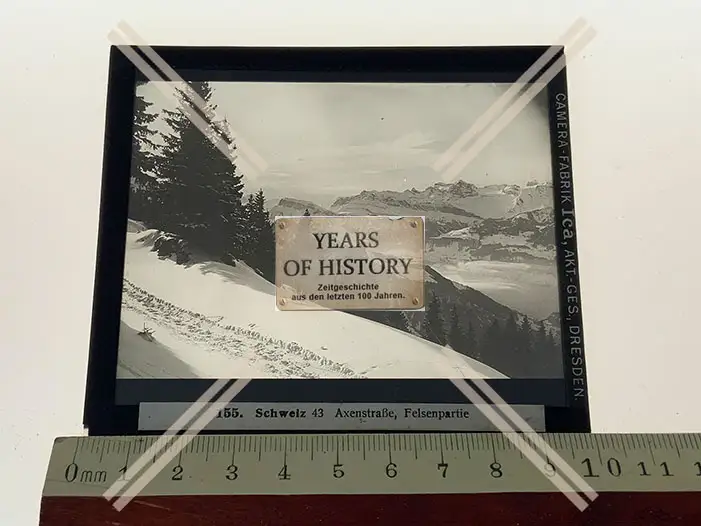 CAMERA-FABRIK Ica, AKT.-GES., DRESDEN.
YEARS
OF HISTORY
Zeitgeschichte
aus den letzten 100 Jahren.
155. Schweiz 43 Axenstraße, Felsenpartie
0mm 1 2 3 4 5 6 7 8 9 10 11